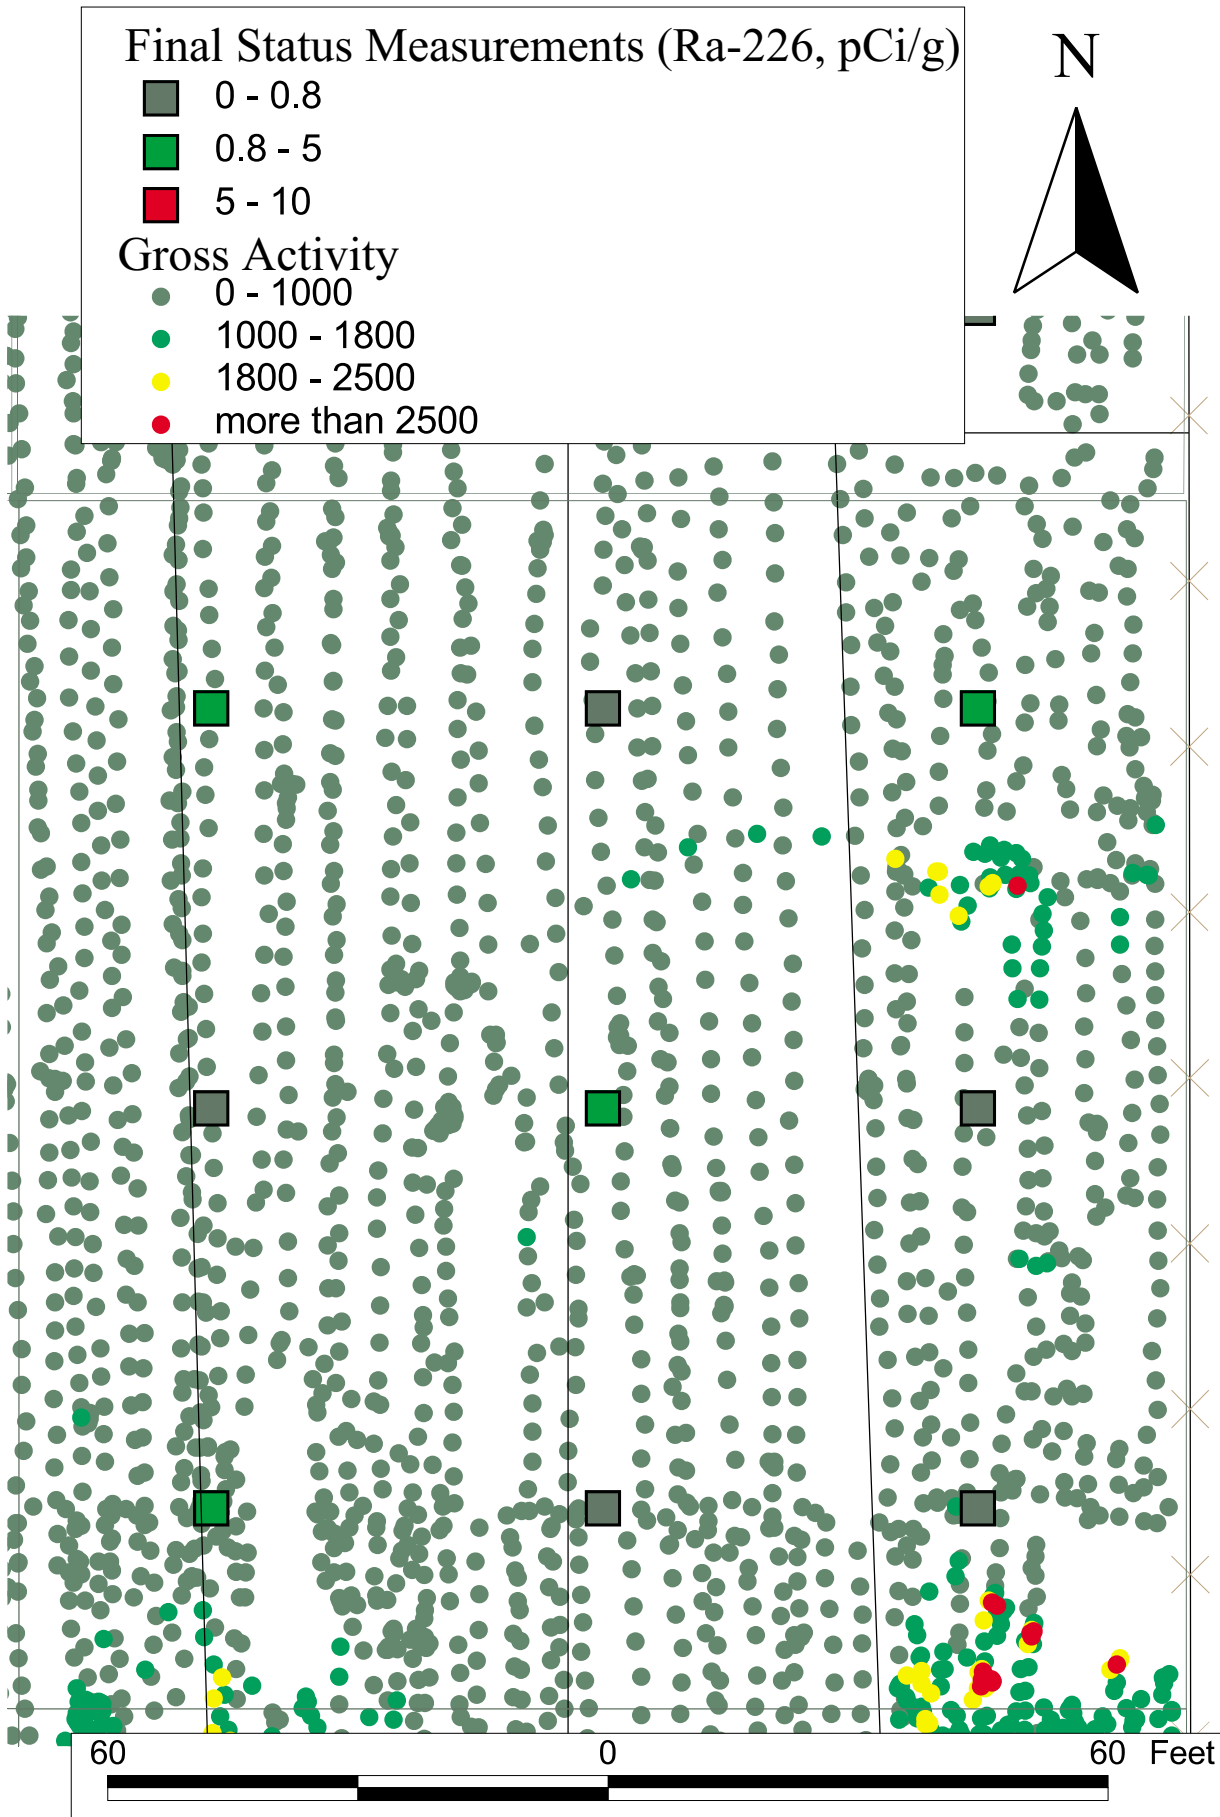 Final Status Measurements (Ra-226, pCi/g)
N
0 - 0.8
0.8 - 5
5 - 10
Gross Activity
0 - 1000
1000 - 1800
1800 - 2500
more than 2500
60 0 60 Feet